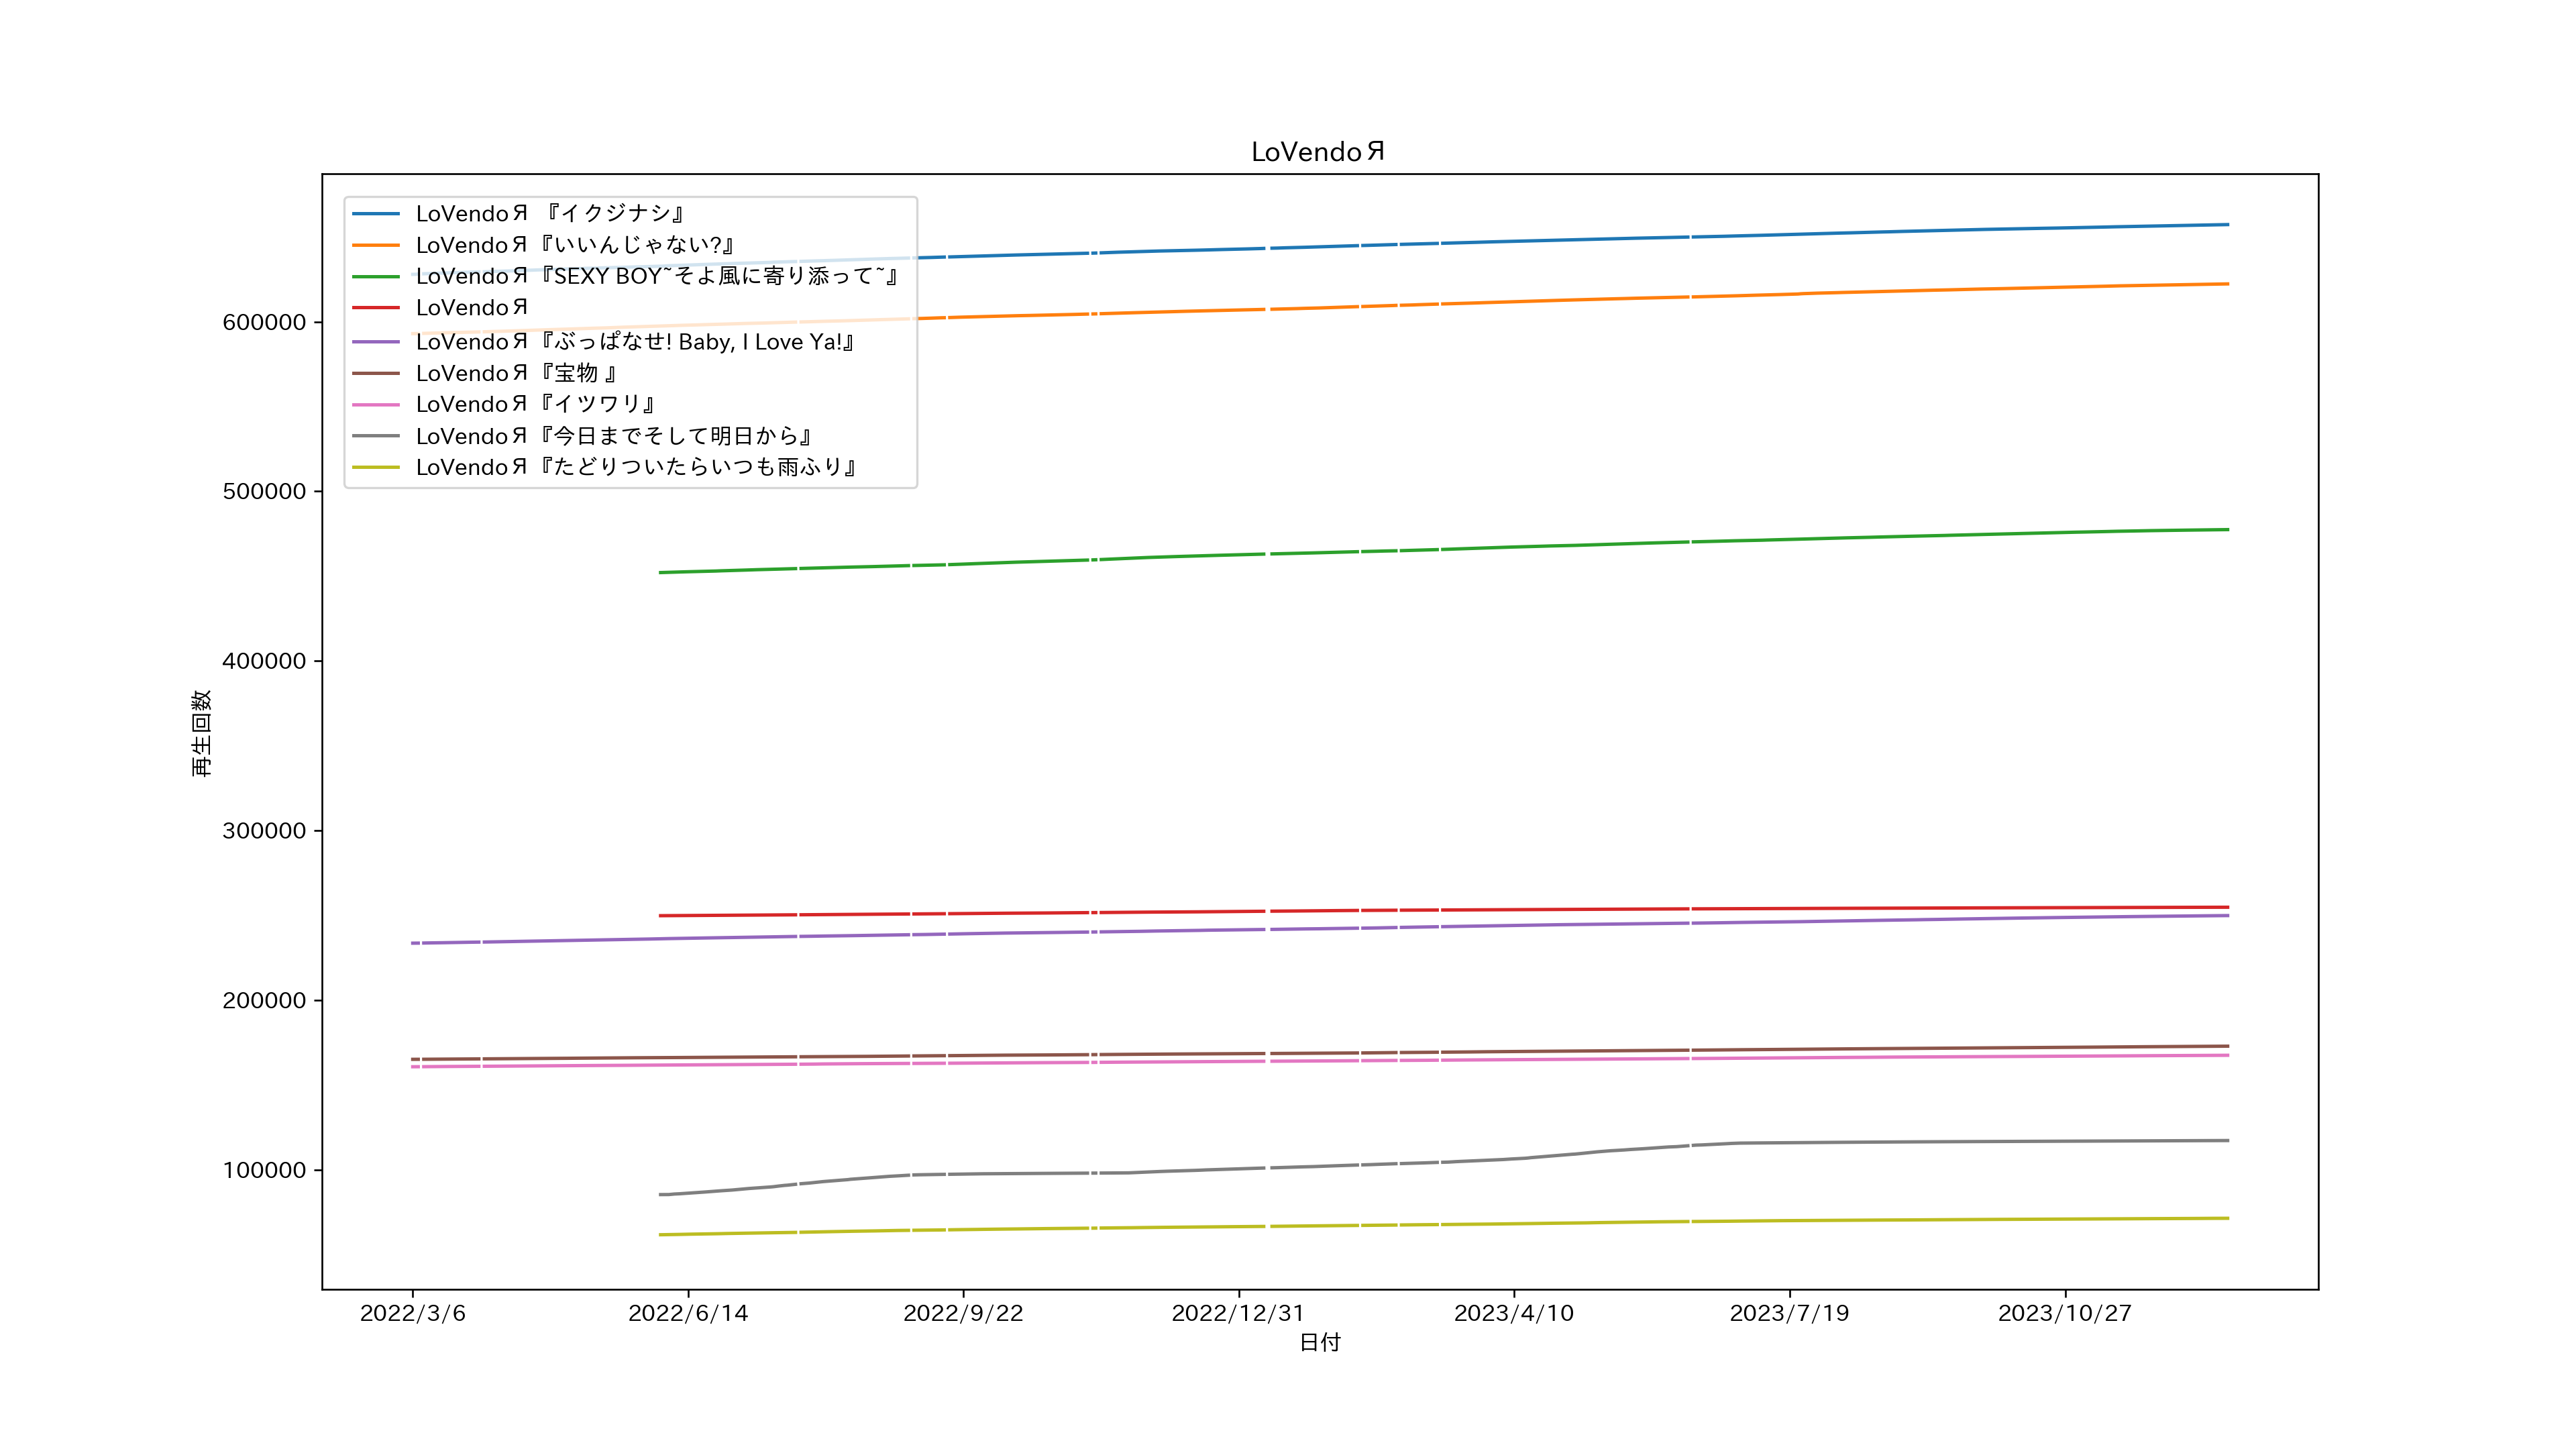 LoVendoЯ
LoVendoЯ 『イクジナシ』
LoVendoЯ『いいんじゃない?』
LoVendoЯ『SEXY BOY~そよ風に寄り添って~』
LoVendoЯ
LoVendoЯ『ぶっぱなせ! Baby, I Love Ya!』
LoVendoЯ『宝物 』
LoVendoЯ『イツワリ』
LoVendoЯ『今日までそして明日から』
LoVendoЯ『たどりついたらいつも雨ふり』
600000
500000
400000
300000
200000
100000
再生回数
2022/3/6
2022/6/14
2022/9/22
2022/12/31
2023/4/10
2023/7/19
2023/10/27
日付